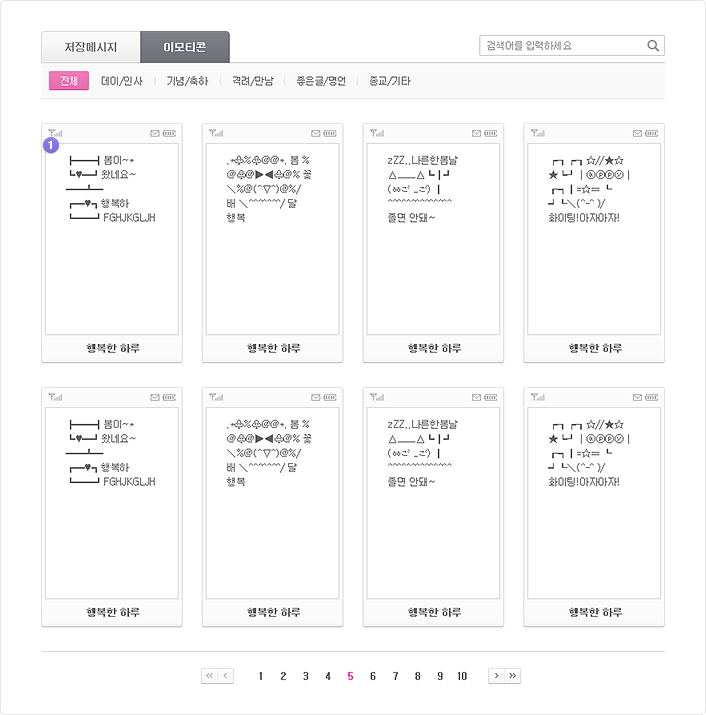 저장메시지 이모티콘 검색어를 입력하세요
전체 데이/인사 기념/축하 격려/만남 좋은글/명언 종교/기타
1
┣━━┫봄이~*
┗♥━┛왔네요~
━━┻━
┏━♥┓행복하
┗━━┛FGHJKGLJH
행복한 하루
,*♧%♧@@*, 봄 %
@♧@▶◀♧@% 꽃
＼%@(^▽^)@%/
배 ＼^^^^^^^/ 달
행복
행복한 하루
zZZ,,나른한봄날
△___△┗┃┛
^^^^^^^^^^^^^^
졸면 안돼~
행복한 하루
┏┓┏┓☆//★☆
★┗┛｜ⓐⓟⓟⓨ｜
┏┓┃=☆= ┗
┛┗＼(^-^ )/
화이팅!아자아자!
행복한 하루
┣━━┫봄이~*
┗♥━┛왔네요~
━━┻━
┏━♥┓행복하
┗━━┛FGHJKGLJH
행복한 하루
,*♧%♧@@*, 봄 %
@♧@▶◀♧@% 꽃
＼%@(^▽^)@%/
배 ＼^^^^^^^/ 달
행복
행복한 하루
zZZ,,나른한봄날
△___△┗┃┛
^^^^^^^^^^^^^^
졸면 안돼~
행복한 하루
┏┓┏┓☆//★☆
★┗┛｜ⓐⓟⓟⓨ｜
┏┓┃=☆= ┗
┛┗＼(^-^ )/
화이팅!아자아자!
행복한 하루
« ‹ 1 2 3 4 5 6 7 8 9 10 › »